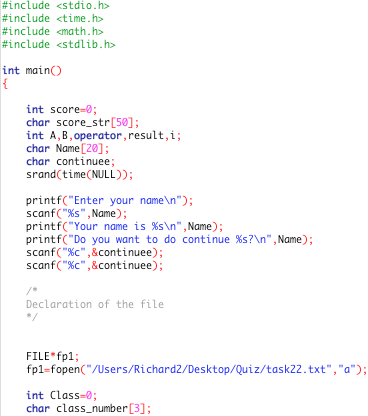 #include <stdio.h>
#include <time.h>
#include <math.h>
#include <stdlib.h>
int main()
{
int score=0;
char score_str[50];
int A,B,operator,result,i;
char Name[20];
char continuee;
srand(time(NULL));
printf("Enter your name\n");
scanf("%s",Name);
printf("Your name is %s\n",Name);
printf("Do you want to do continue %s?\n",Name);
scanf("%c",&continuee);
scanf("%c",&continuee);
/*
Declaration of the file
*/
FILE*fp1;
fp1=fopen("/Users/Richard2/Desktop/Quiz/task22.txt","a");
int Class=0;
char class_number[3];